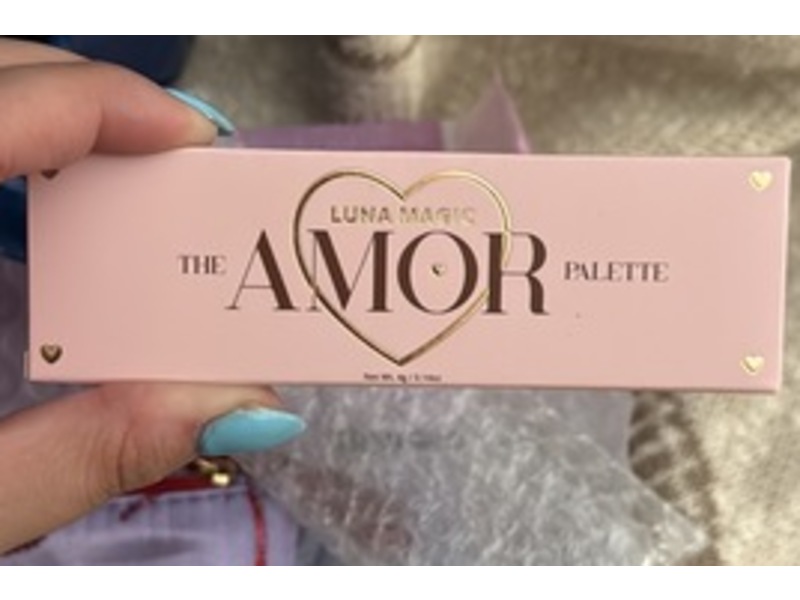 LUNA MAGIC
THE AMOR PALETTE